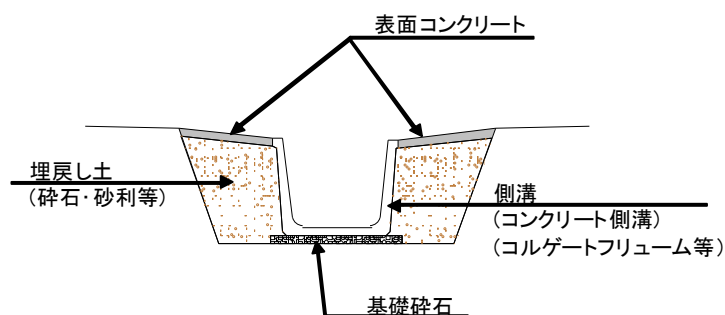 表面コンクリート
埋戻し土
(砕石・砂利等)
側溝
(コンクリート側溝)
(コルゲートフリューム等)
基礎砕石